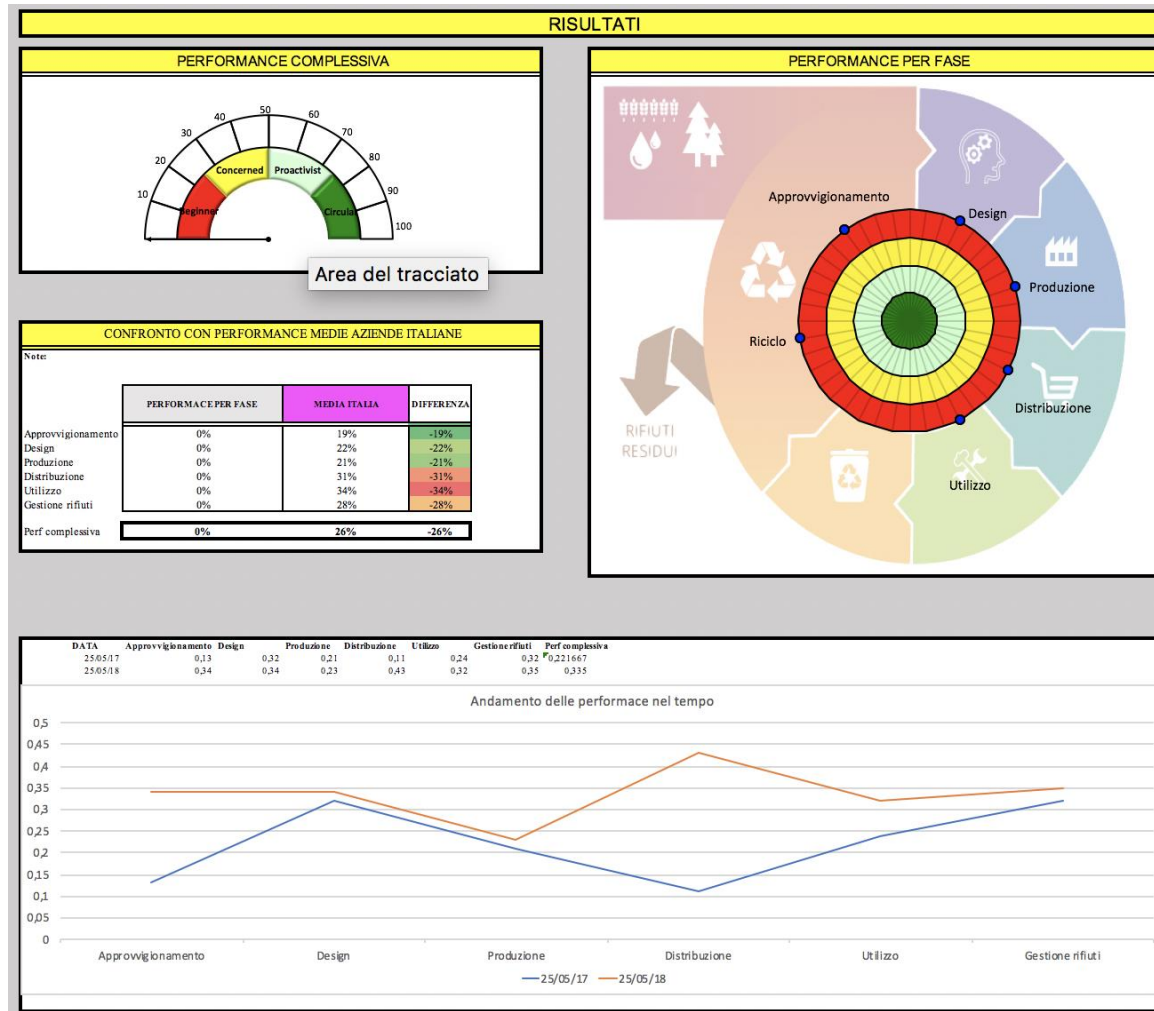 RISULTATI
PERFORMANCE COMPLESSIVA
10
20
30
40
50
60
70
80
90
100
Beginner
Concerned
Proactivist
Circula
Area del tracciato
PERFORMANCE PER FASE
Approvvigionamento
Design
Produzione
Distribuzione
Utilizzo
Riciclo
RIFIUTI
RESIDUI
CONFRONTO CON PERFORMANCE MEDIE AZIENDE ITALIANE
Note:
PERFORMACE PER FASE MEDIA ITALIA DIFFERENZA
Approvvigionamento 0% 19% -19%
Design 0% 22% -22%
Produzione 0% 21% -21%
Distribuzione 0% 31% -31%
Utilizzo 0% 34% -34%
Gestione rifiuti 0% 28% -28%
Perf complessiva 0% 26% -26%
DATA Approvvigionamento Design Produzione Distribuzione Utilizzo Gestione rifiuti Perf complessiva
25/05/17 0,13 0,32 0,21 0,11 0,24 0,32 0,221667
25/05/18 0,34 0,34 0,23 0,43 0,32 0,35 0,335
Andamento delle performace nel tempo
0,5
0,45
0,4
0,35
0,3
0,25
0,2
0,15
0,1
0,05
0
Approvvigionamento Design Produzione Distribuzione Utilizzo Gestione rifiuti
25/05/17 25/05/18